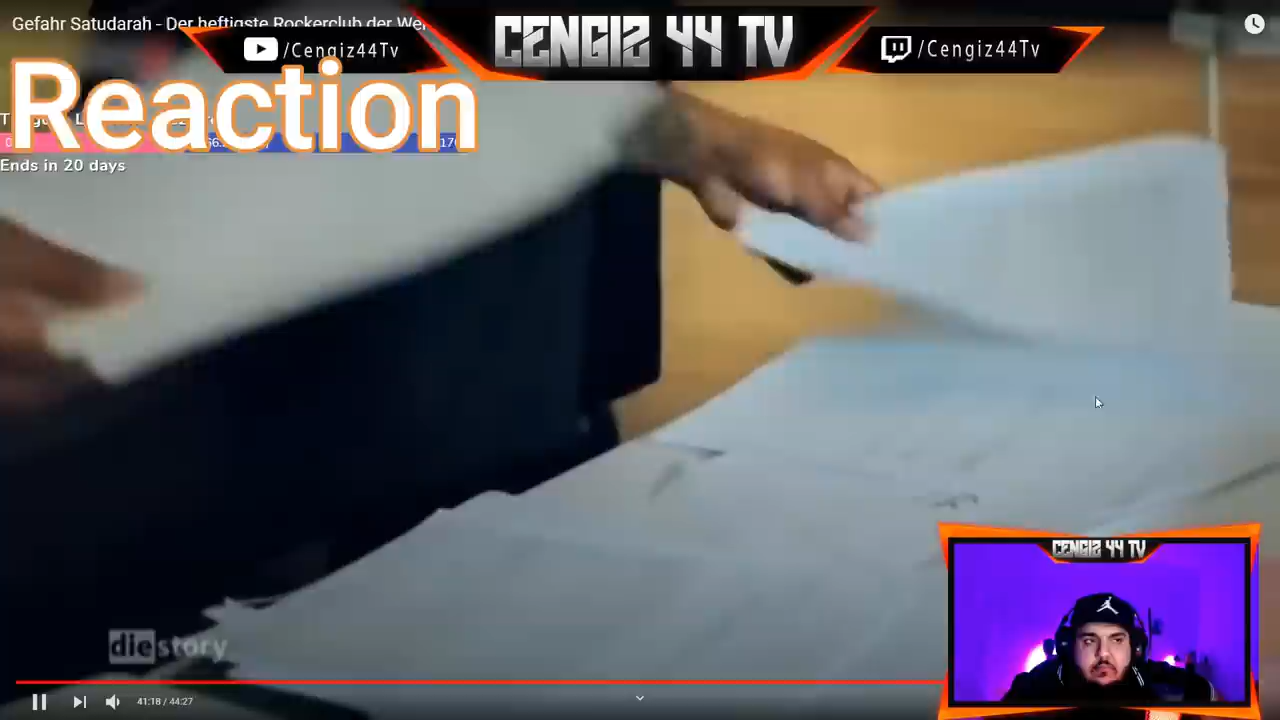 Gefahr Satudarah - Der heftigste Rockerclub der Wel
/Cengiz44Tv
CENGIZ 44 TV
/Cengiz44Tv
Reaction
Ends in 20 days
diestory
41:18 / 44:27
CENGIZ 44 TV